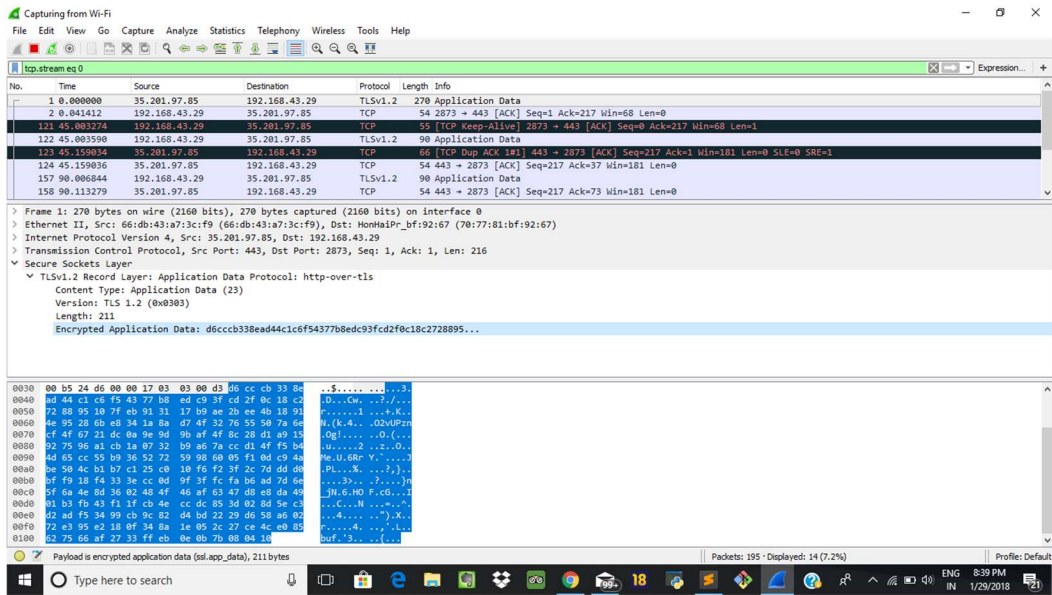 Capturing from Wi-Fi
File Edit View Go Capture Analyze Statistics Telephony Wireless Tools Help
tcp.stream eq 0
Expression... +
No. Time Source Destination Protocol Length Info
1 0.000000 35.201.97.85 192.168.43.29 TLSv1.2 270 Application Data
2 0.041412 192.168.43.29 35.201.97.85 TCP 54 2873 → 443 [ACK] Seq=1 Ack=217 Win=68 Len=0
121 45.003274 192.168.43.29 35.201.97.85 TCP 55 [TCP Keep-Alive] 2873 → 443 [ACK] Seq=0 Ack=217 Win=68 Len=1
122 45.003590 192.168.43.29 35.201.97.85 TLSv1.2 90 Application Data
123 45.159034 35.201.97.85 192.168.43.29 TCP 66 [TCP Dup ACK 1#1] 443 → 2873 [ACK] Seq=217 Ack=1 Win=181 Len=0 SLE=0 SRE=1
124 45.159036 35.201.97.85 192.168.43.29 TCP 54 443 → 2873 [ACK] Seq=217 Ack=37 Win=181 Len=0
157 90.006844 192.168.43.29 35.201.97.85 TLSv1.2 90 Application Data
158 90.113279 35.201.97.85 192.168.43.29 TCP 54 443 → 2873 [ACK] Seq=217 Ack=73 Win=181 Len=0
> Frame 1: 270 bytes on wire (2160 bits), 270 bytes captured (2160 bits) on interface 0
> Ethernet II, Src: 66:db:43:a7:3c:f9 (66:db:43:a7:3c:f9), Dst: HonHaiPr_bf:92:67 (70:77:81:bf:92:67)
> Internet Protocol Version 4, Src: 35.201.97.85, Dst: 192.168.43.29
> Transmission Control Protocol, Src Port: 443, Dst Port: 2873, Seq: 1, Ack: 1, Len: 216
Secure Sockets Layer
TLSv1.2 Record Layer: Application Data Protocol: http-over-tls
Content Type: Application Data (23)
Version: TLS 1.2 (0x0303)
Length: 211
Encrypted Application Data: d6cccb338ead44c1c6f54377b8edc93fcd2f0c18c2728895...
0030 00 b5 24 d6 00 00 17 03 03 00 d3 d6 cc cb 33 8e ..$..... ......3.
0040 ad 44 c1 c6 f5 43 77 b8 ed c9 3f cd 2f 0c 18 c2 .D...Cw. ..?./...
0050 72 88 95 10 7f eb 91 31 17 b9 ae 2b ee 4b 18 91 r......1 ...+.K..
0060 4e 95 28 6b e8 34 1a 8a d7 4f 32 76 55 50 7a 6e N.(k.4.. .O2vUPzn
0070 cf 4f 67 21 dc 0a 9e 9d 9b af 4f 8c 28 d1 a9 15 .Og!.... ..O.(...
0080 92 75 96 a1 cb 1a 07 32 b9 a6 7a cc d1 4f f5 b4 .u.....2 ..z..O..
0090 4d 65 cc 55 b9 36 52 72 59 98 60 05 f1 0d c9 4a Me.U.6Rr Y.`....J
00a0 be 50 4c b1 b7 c1 25 c0 10 f6 f2 3f 2c 7d dd d0 .PL...%. ...?,}..
00b0 bf f9 18 f4 33 3e cc 0d 9f 3f fc fa b6 ad 7d 6e ....3>.. .?....}n
00c0 5f 6a 4e 8d 36 02 48 4f 46 af 63 47 d8 e8 da 49 _jN.6.HO F.cG...I
00d0 01 b3 fb 43 f1 1f cb 4e cc dc 85 3d 02 8d 5e c3 ...C...N ...=..^.
00e0 d2 ad f5 34 99 cb 9c 82 d4 bd 22 29 d6 58 a6 02 ...4.... ..").X..
00f0 72 e3 95 e2 18 0f 34 8a 1e 05 2c 27 ce 4c e0 85 r.....4. ..,'.L..
0100 62 75 66 af 27 33 ff eb 0e 0b 7b 08 04 10 buf.'3.. ..{...
Payload is encrypted application data (ssl.app_data), 211 bytes
Packets: 195 · Displayed: 14 (7.2%)
Profile: Default
Type here to search
99+
18
ENG
IN
8:39 PM
1/29/2018
21